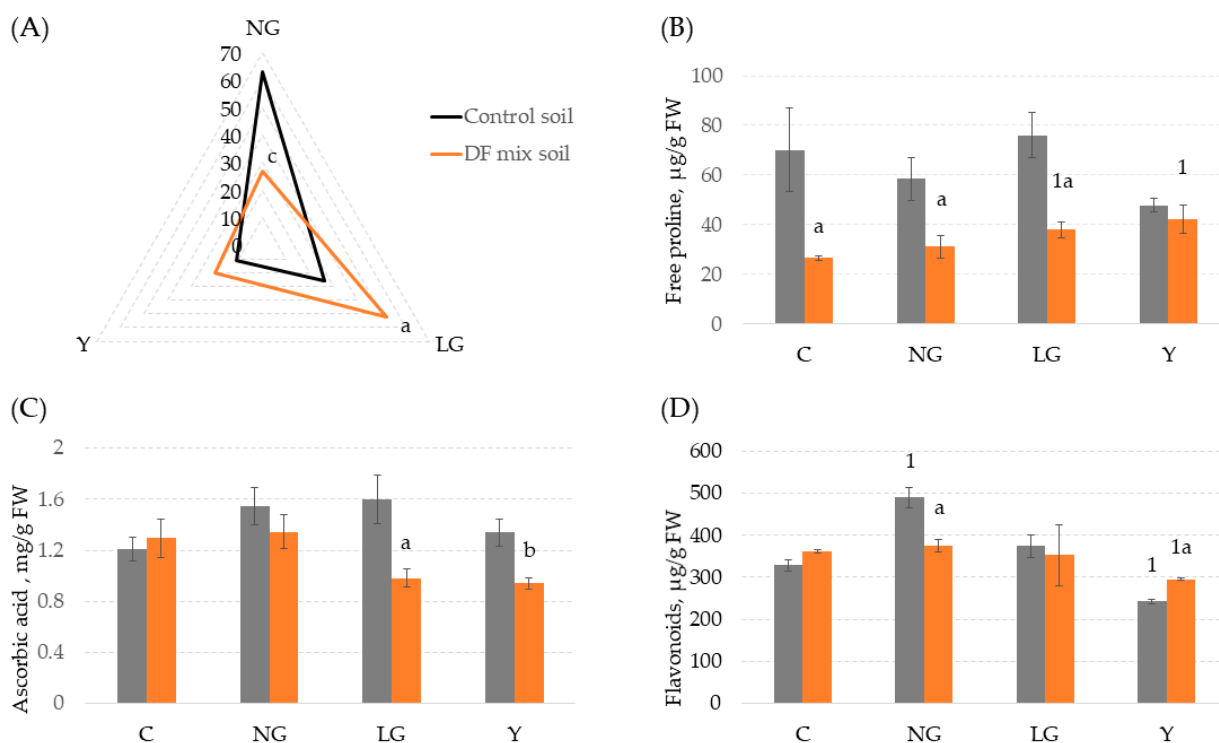 (A)
NG
70
60
50
40
30
20
10
0
c
a
Y
LG
Control soil
DF mix soil
(B)
Free proline, µg/g FW
100
80
60
40
20
0
a
a
1a
1
C NG LG Y
(C)
Ascorbic acid , mg/g FW
2
1.6
1.2
0.8
0.4
0
a
b
C NG LG Y
(D)
Flavonoids, µg/g FW
600
500
400
300
200
100
0
1
a
1
1a
C NG LG Y